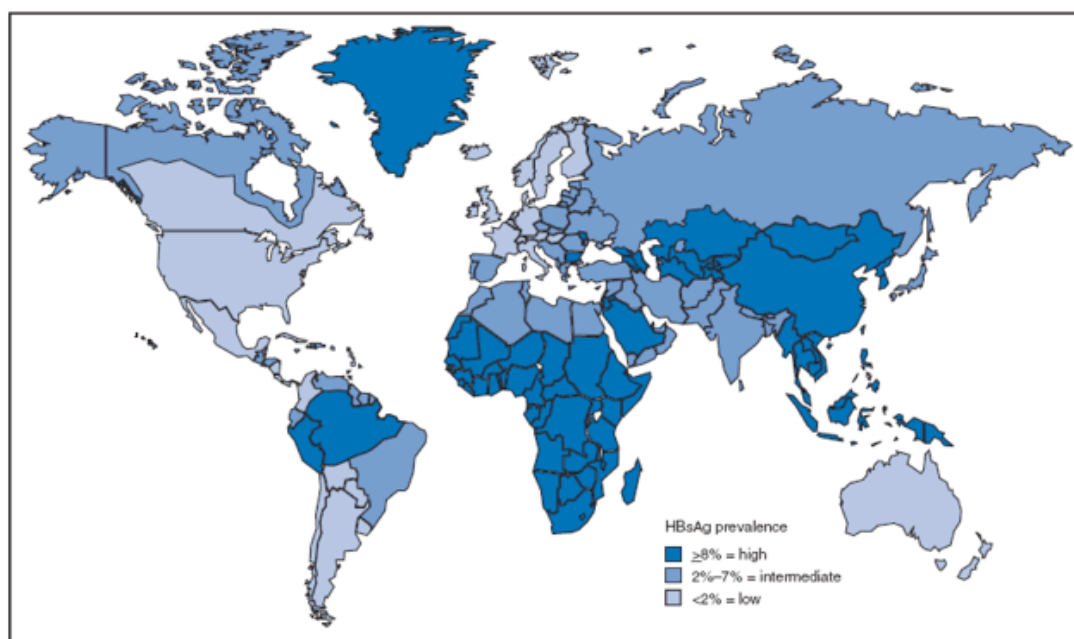 HBsAg prevalence
≥8% = high
2%–7% = intermediate
<2% = low